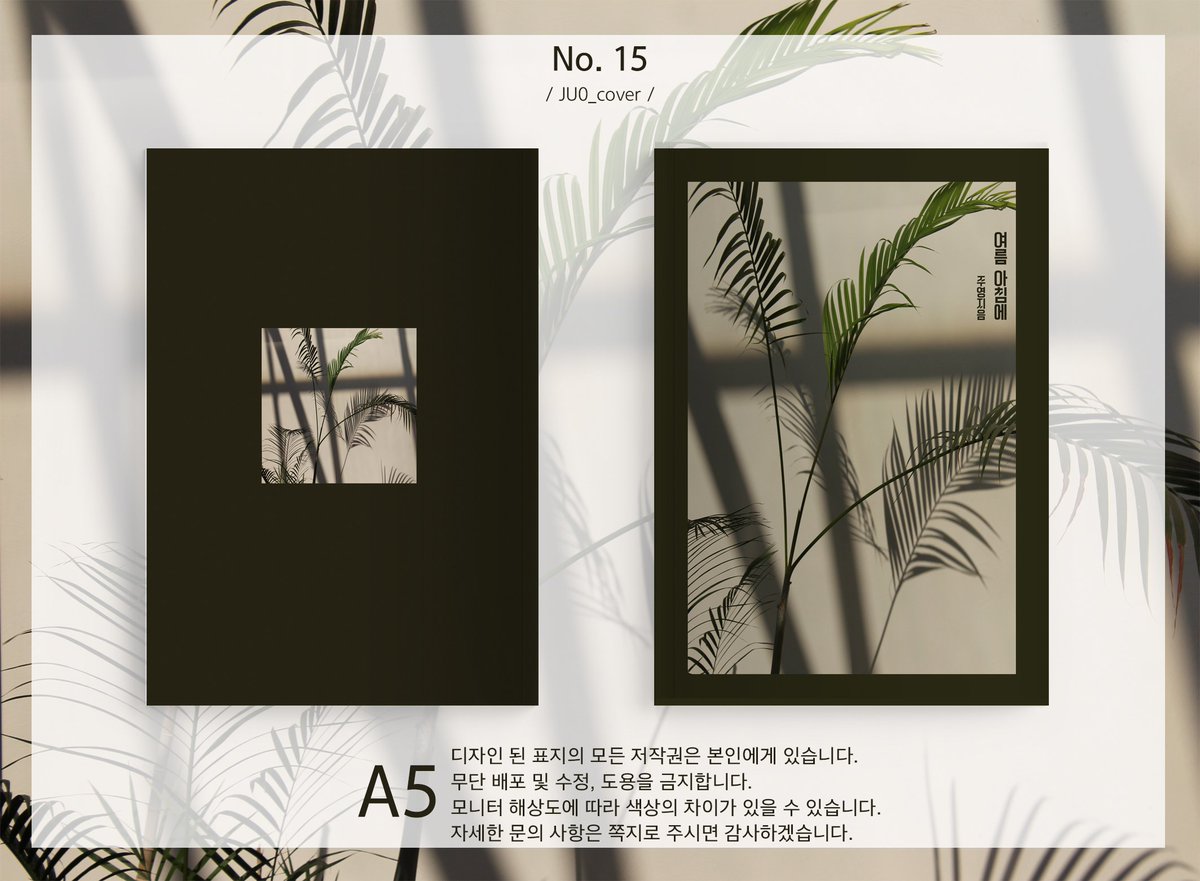 No. 15
/ JU0_cover /
여름 아침에
주영지음
A5
디자인 된 표지의 모든 저작권은 본인에게 있습니다.
무단 배포 및 수정, 도용을 금지합니다.
모니터 해상도에 따라 색상의 차이가 있을 수 있습니다.
자세한 문의 사항은 쪽지로 주시면 감사하겠습니다.